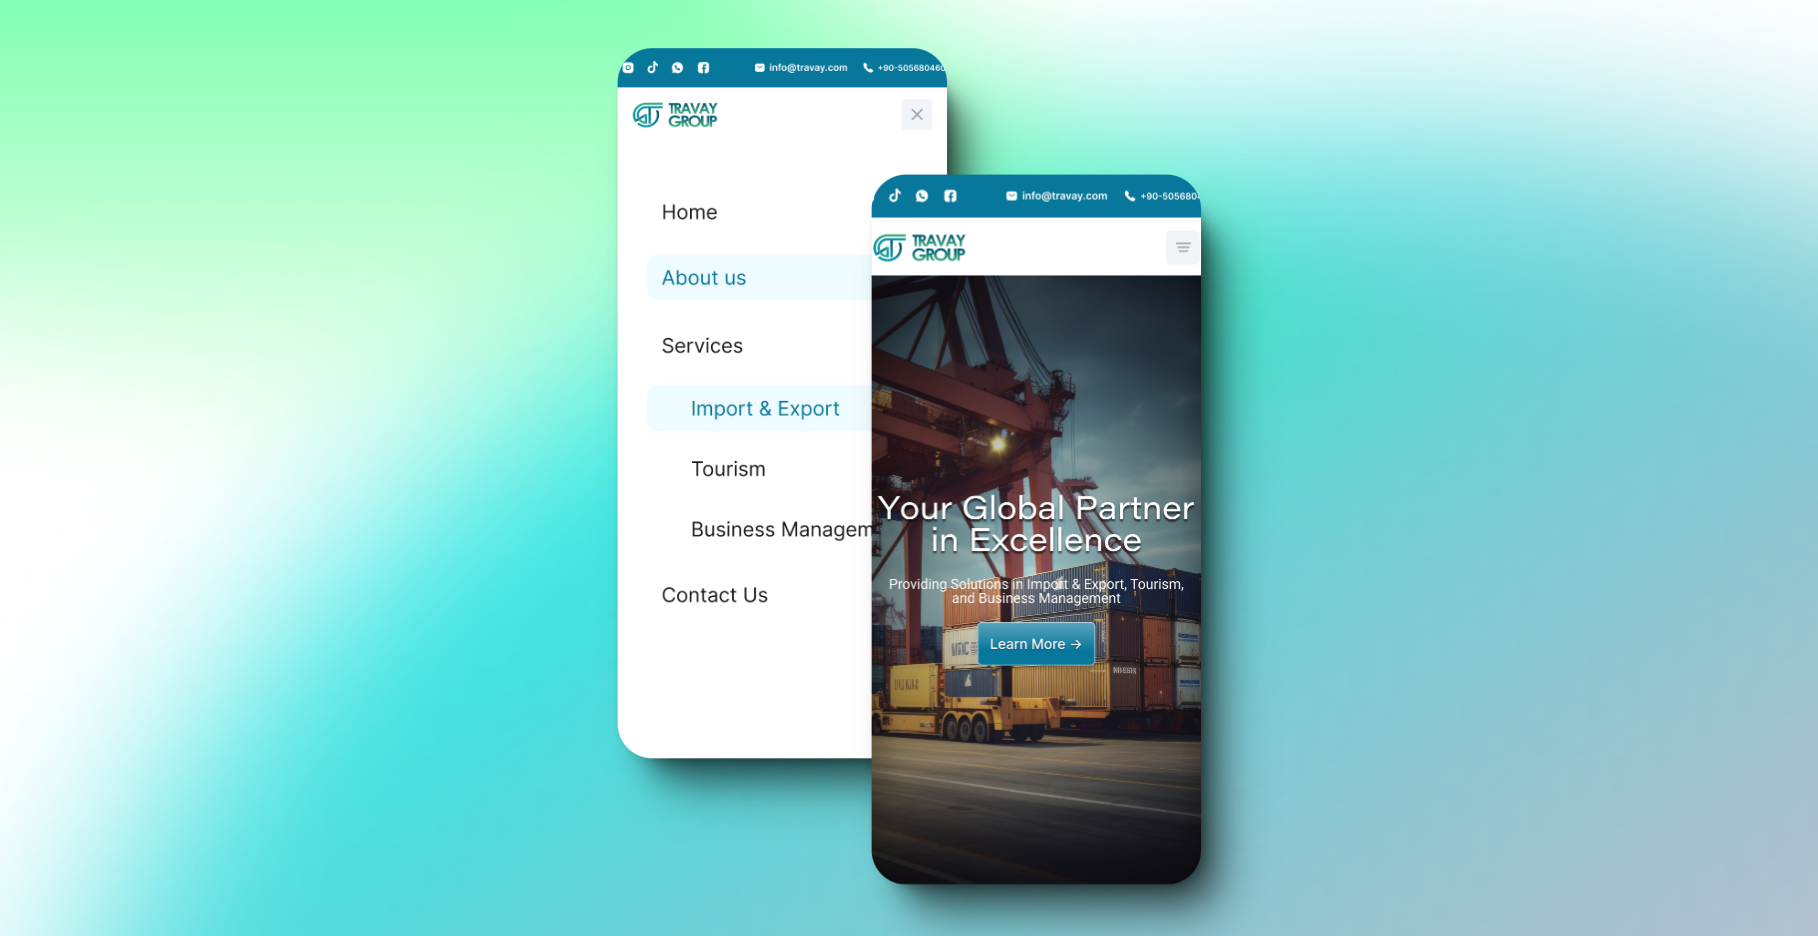 info@travay.com
+90-505680460
TRAVAY
GROUP
Home
About us
Services
Import & Export
Tourism
Business Managem
Contact Us
info@travay.com
+90-505680
TRAVAY
GROUP
Your Global Partner
in Excellence
Providing Solutions in Import & Export, Tourism,
and Business Management
Learn More →